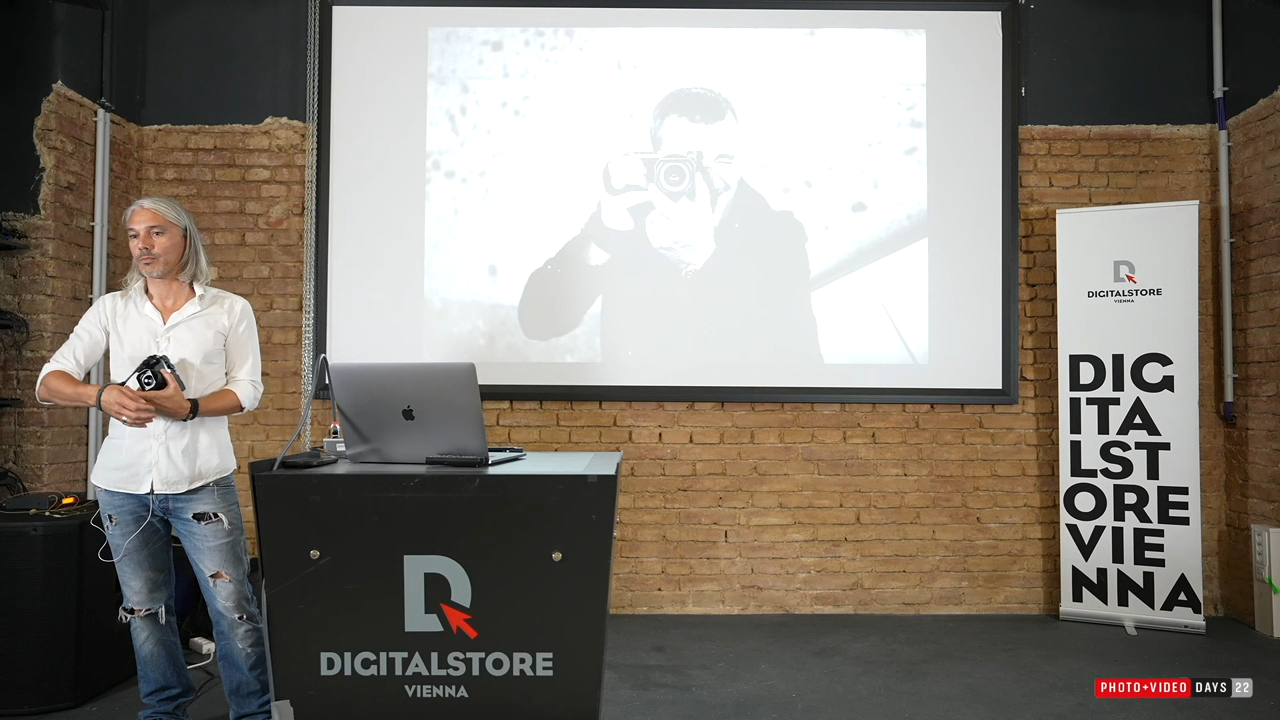 DIGITALSTORE
VIENNA
DIG
ITA
LST
ORE
VIE
NNA
DIGITALSTORE
VIENNA
PHOTO+VIDEO DAYS 22